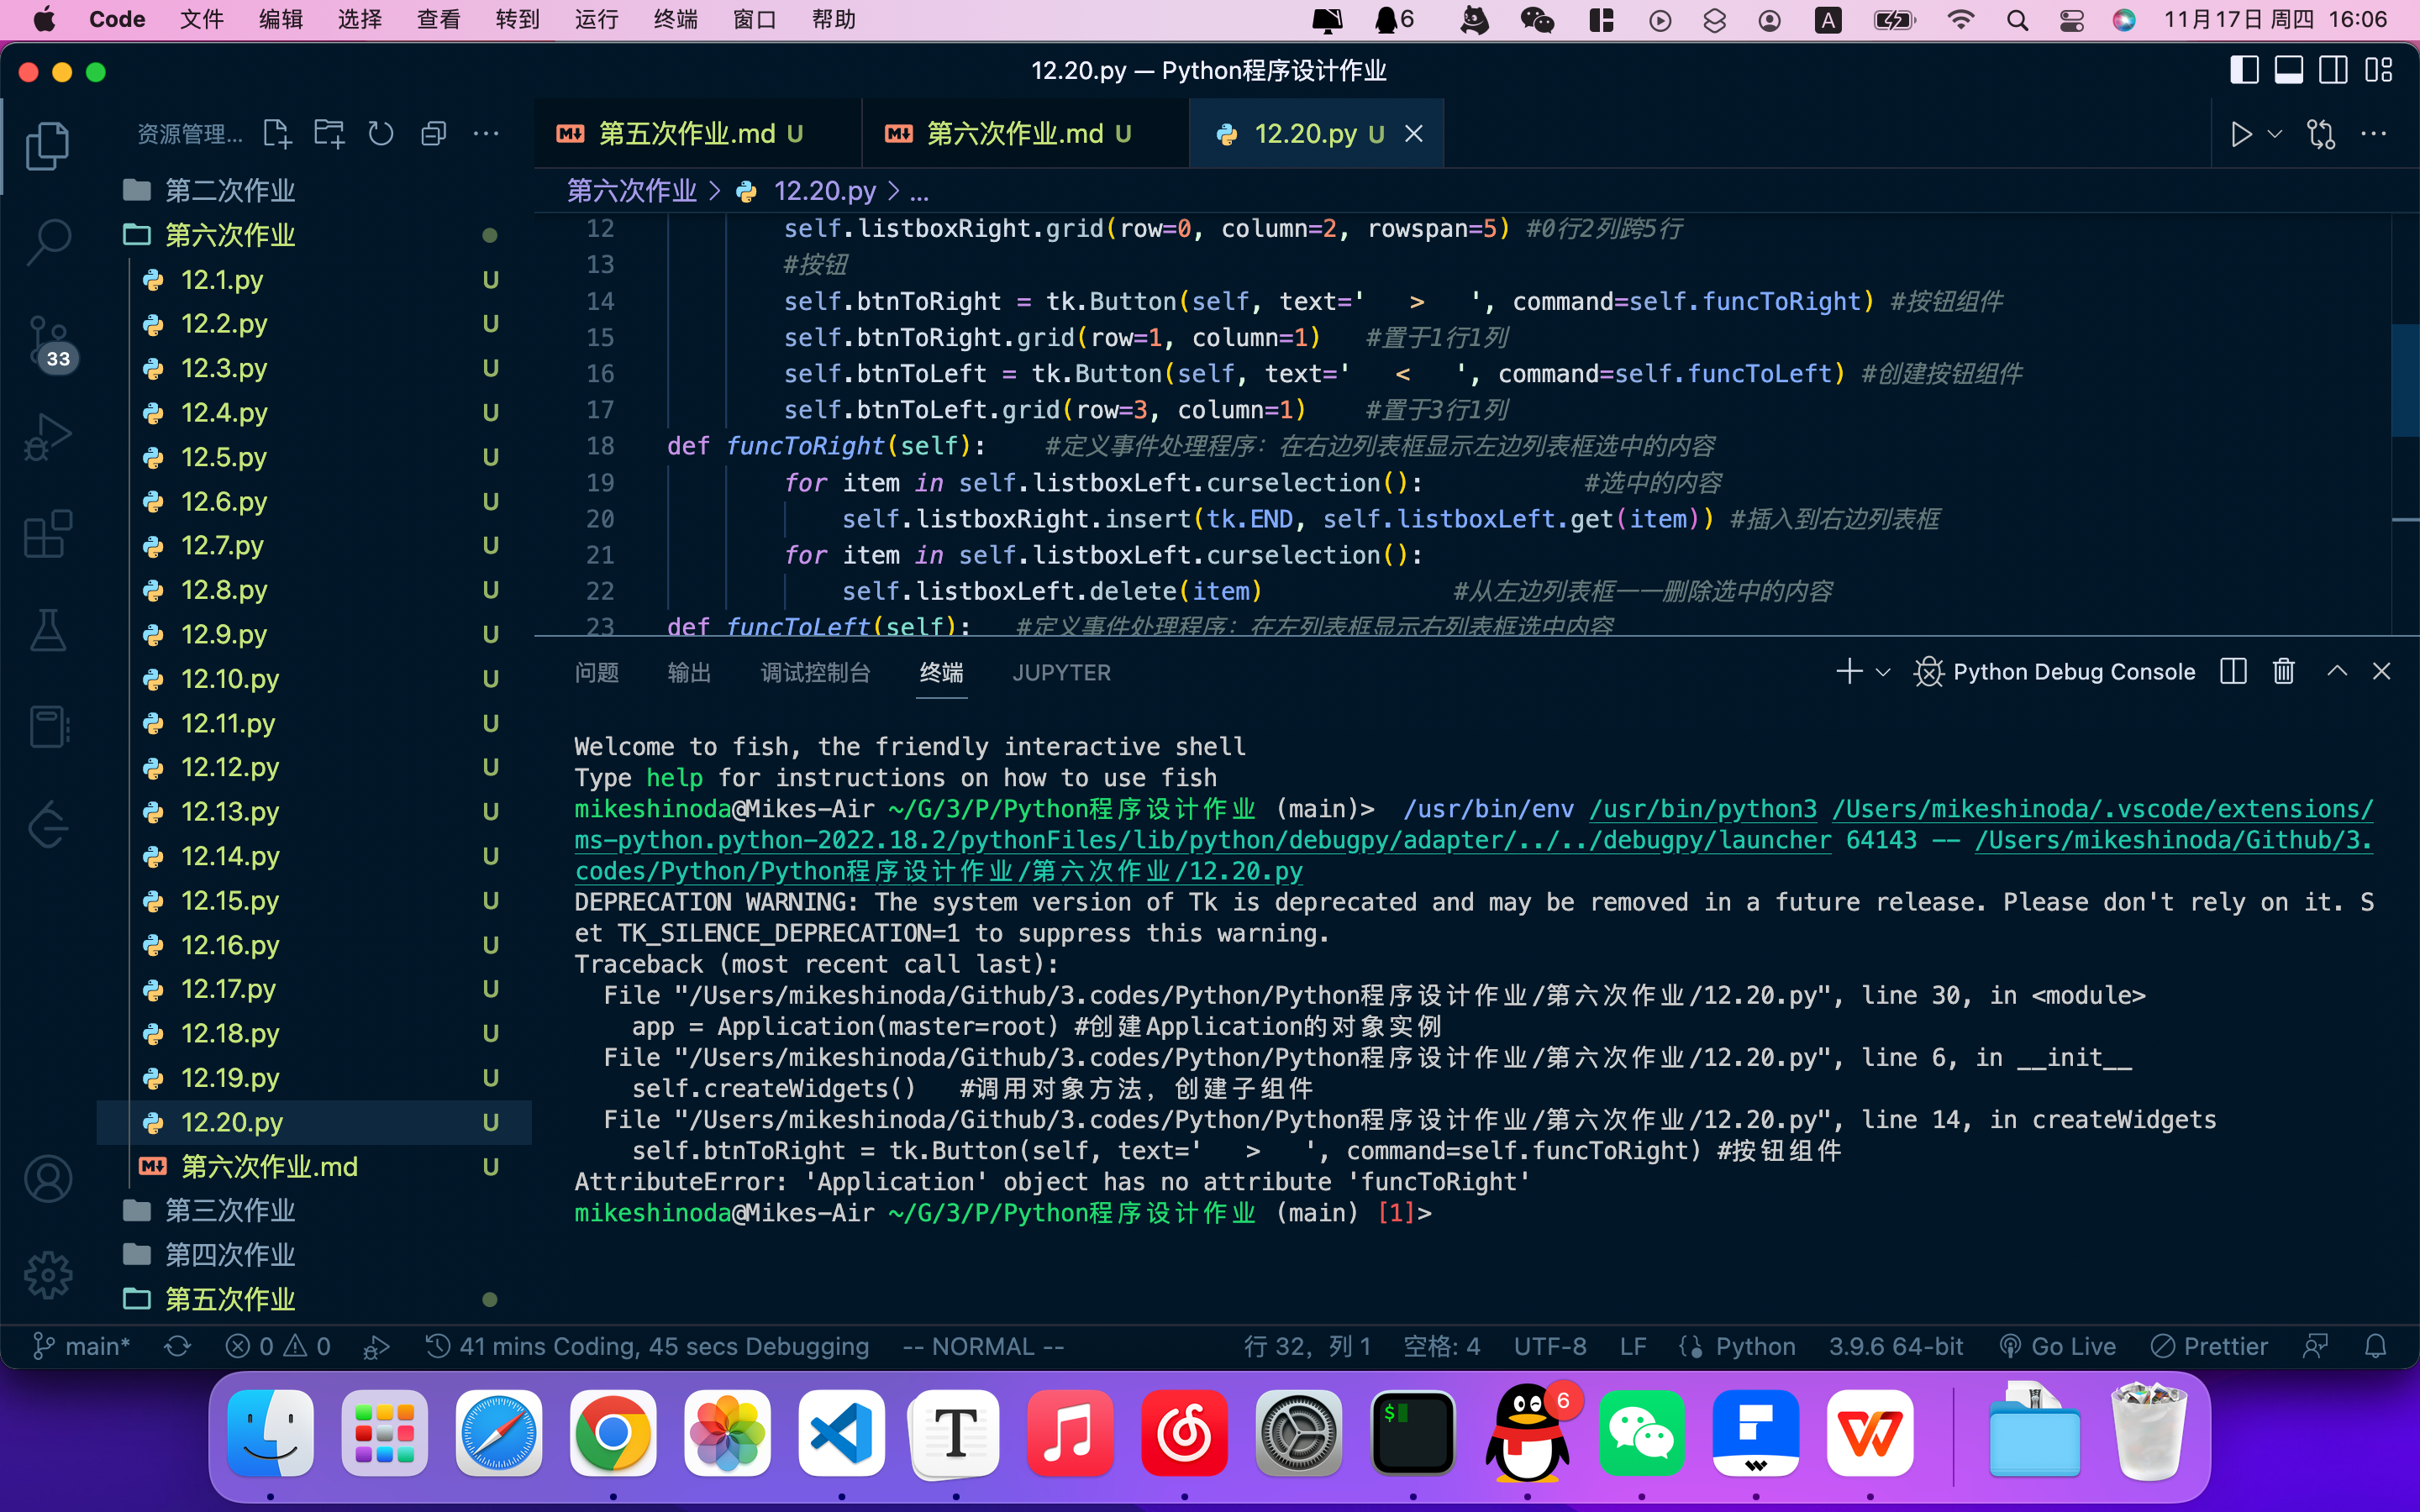 Code 文件 编辑 选择 查看 转到 运行 终端 窗口 帮助 6 A 11月17日 周四 16:06
12.20.py — Python程序设计作业
资源管理...
第五次作业.md U
第六次作业.md U
12.20.py U
第六次作业 > 12.20.py > ...
第二次作业
第六次作业
12.1.py U
12.2.py U
12.3.py U
12.4.py U
12.5.py U
12.6.py U
12.7.py U
12.8.py U
12.9.py U
12.10.py U
12.11.py U
12.12.py U
12.13.py U
12.14.py U
12.15.py U
12.16.py U
12.17.py U
12.18.py U
12.19.py U
12.20.py U
第六次作业.md U
第三次作业
第四次作业
第五次作业
33
12 self.listboxRight.grid(row=0, column=2, rowspan=5) #0行2列跨5行
13 #按钮
14 self.btnToRight = tk.Button(self, text='   >   ', command=self.funcToRight) #按钮组件
15 self.btnToRight.grid(row=1, column=1)   #置于1行1列
16 self.btnToLeft = tk.Button(self, text='   <   ', command=self.funcToLeft) #创建按钮组件
17 self.btnToLeft.grid(row=3, column=1)    #置于3行1列
18 def funcToRight(self):    #定义事件处理程序：在右边列表框显示左边列表框选中的内容
19 for item in self.listboxLeft.curselection():           #选中的内容
20 self.listboxRight.insert(tk.END, self.listboxLeft.get(item)) #插入到右边列表框
21 for item in self.listboxLeft.curselection():
22 self.listboxLeft.delete(item)             #从左边列表框一一删除选中的内容
23 def funcToLeft(self):   #定义事件处理程序：在左列表框显示右列表框选中内容
问题 输出 调试控制台 终端 JUPYTER
Python Debug Console
Welcome to fish, the friendly interactive shell
Type help for instructions on how to use fish
mikeshinoda@Mikes-Air ~/G/3/P/Python程序设计作业 (main)>  /usr/bin/env /usr/bin/python3 /Users/mikeshinoda/.vscode/extensions/
ms-python.python-2022.18.2/pythonFiles/lib/python/debugpy/adapter/../../debugpy/launcher 64143 -- /Users/mikeshinoda/Github/3.
codes/Python/Python程序设计作业/第六次作业/12.20.py
DEPRECATION WARNING: The system version of Tk is deprecated and may be removed in a future release. Please don't rely on it. S
et TK_SILENCE_DEPRECATION=1 to suppress this warning.
Traceback (most recent call last):
  File "/Users/mikeshinoda/Github/3.codes/Python/Python程序设计作业/第六次作业/12.20.py", line 30, in <module>
    app = Application(master=root) #创建Application的对象实例
  File "/Users/mikeshinoda/Github/3.codes/Python/Python程序设计作业/第六次作业/12.20.py", line 6, in __init__
    self.createWidgets()   #调用对象方法，创建子组件
  File "/Users/mikeshinoda/Github/3.codes/Python/Python程序设计作业/第六次作业/12.20.py", line 14, in createWidgets
    self.btnToRight = tk.Button(self, text='   >   ', command=self.funcToRight) #按钮组件
AttributeError: 'Application' object has no attribute 'funcToRight'
mikeshinoda@Mikes-Air ~/G/3/P/Python程序设计作业 (main) [1]>
main* 0 0 41 mins Coding, 45 secs Debugging -- NORMAL -- 行 32，列 1 空格: 4 UTF-8 LF Python 3.9.6 64-bit Go Live Prettier
T $ 6